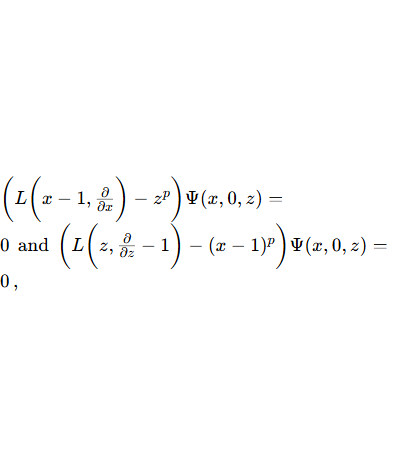 (L(x − 1, ∂/∂x) − z^p) Ψ(x, 0, z) =
0 and (L(z, ∂/∂z − 1) − (x − 1)^p) Ψ(x, 0, z) =
0 ,